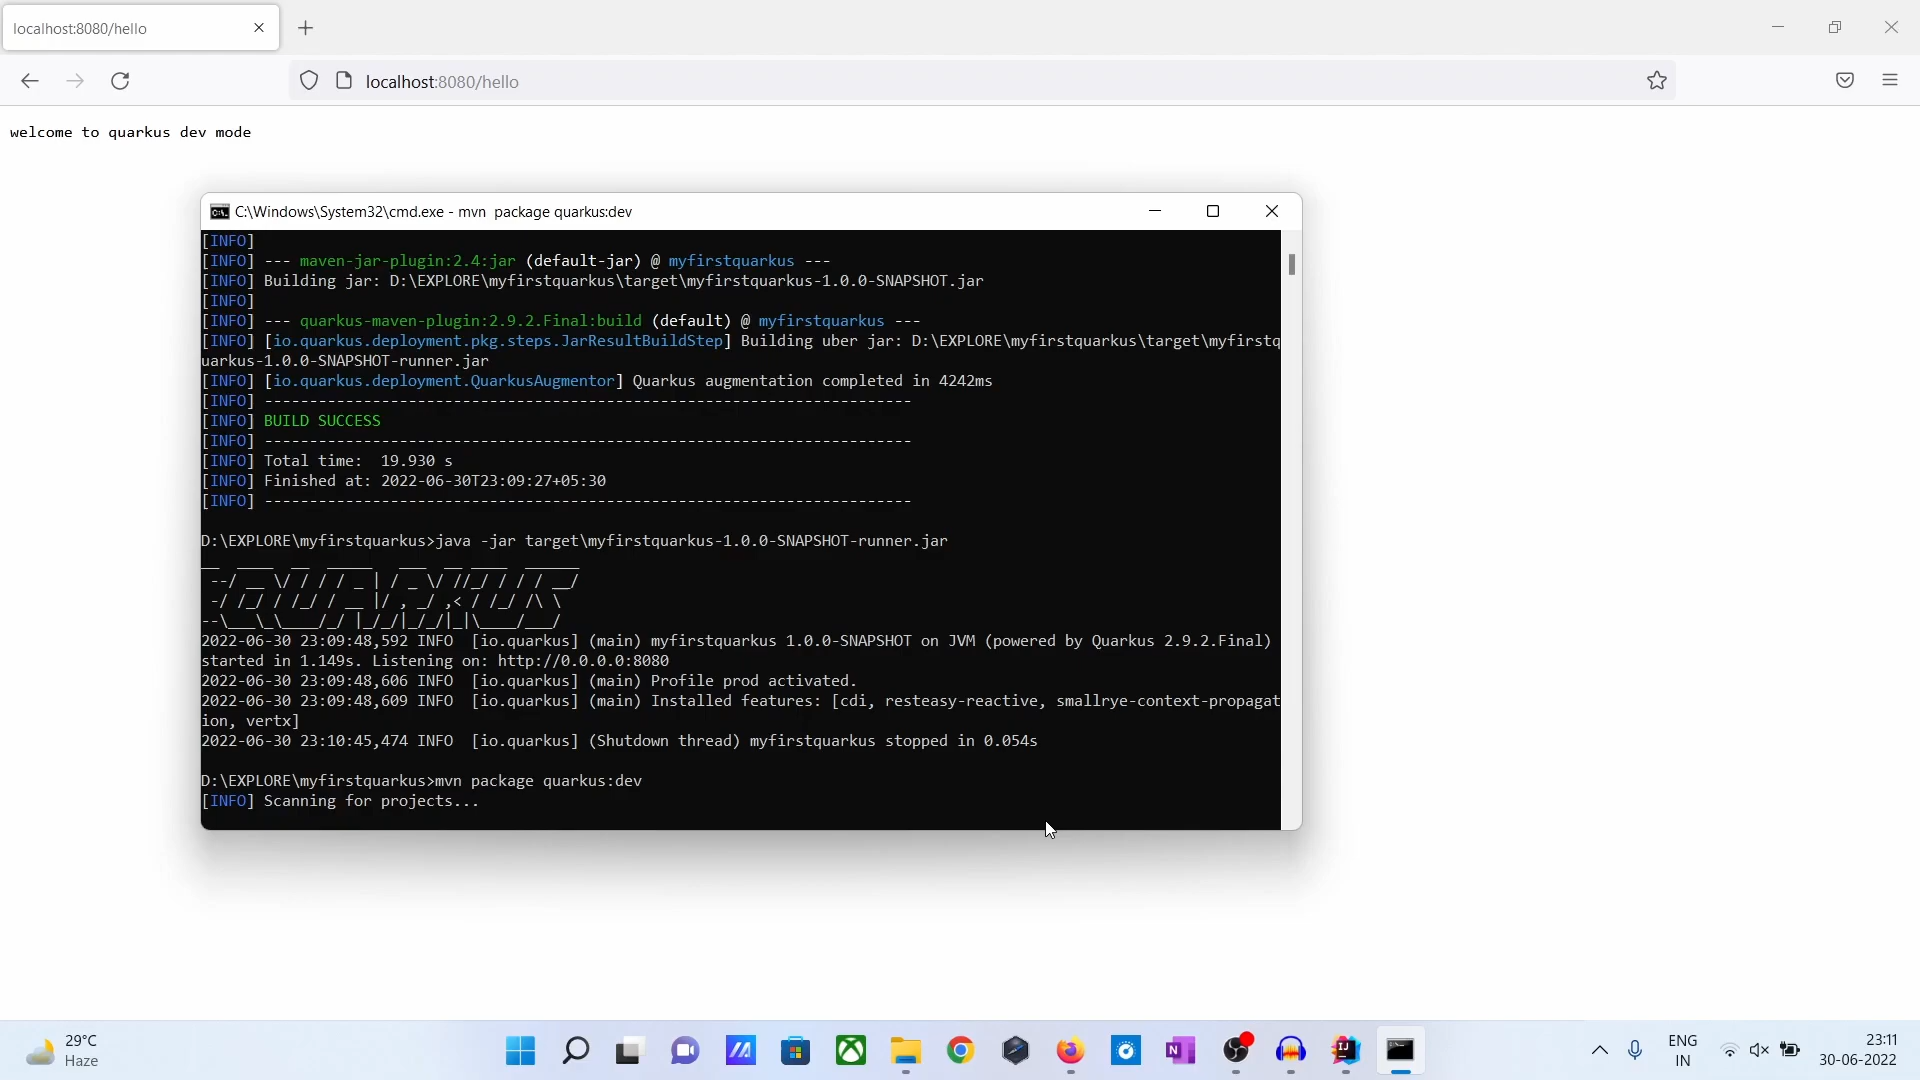 localhost:8080/hello
localhost:8080/hello
welcome to quarkus dev mode
C:\Windows\System32\cmd.exe - mvn  package quarkus:dev
[INFO]
[INFO] --- maven-jar-plugin:2.4:jar (default-jar) @ myfirstquarkus ---
[INFO] Building jar: D:\EXPLORE\myfirstquarkus\target\myfirstquarkus-1.0.0-SNAPSHOT.jar
[INFO]
[INFO] --- quarkus-maven-plugin:2.9.2.Final:build (default) @ myfirstquarkus ---
[INFO] [io.quarkus.deployment.pkg.steps.JarResultBuildStep] Building uber jar: D:\EXPLORE\myfirstquarkus\target\myfirstq
uarkus-1.0.0-SNAPSHOT-runner.jar
[INFO] [io.quarkus.deployment.QuarkusAugmentor] Quarkus augmentation completed in 4242ms
[INFO] ------------------------------------------------------------------------
[INFO] BUILD SUCCESS
[INFO] ------------------------------------------------------------------------
[INFO] Total time:  19.930 s
[INFO] Finished at: 2022-06-30T23:09:27+05:30
[INFO] ------------------------------------------------------------------------
D:\EXPLORE\myfirstquarkus>java -jar target\myfirstquarkus-1.0.0-SNAPSHOT-runner.jar
QUARKUS
2022-06-30 23:09:48,592 INFO  [io.quarkus] (main) myfirstquarkus 1.0.0-SNAPSHOT on JVM (powered by Quarkus 2.9.2.Final)
started in 1.149s. Listening on: http://0.0.0.0:8080
2022-06-30 23:09:48,606 INFO  [io.quarkus] (main) Profile prod activated.
2022-06-30 23:09:48,609 INFO  [io.quarkus] (main) Installed features: [cdi, resteasy-reactive, smallrye-context-propagat
ion, vertx]
2022-06-30 23:10:45,474 INFO  [io.quarkus] (Shutdown thread) myfirstquarkus stopped in 0.054s
D:\EXPLORE\myfirstquarkus>mvn package quarkus:dev
[INFO] Scanning for projects...
29°C
Haze
ENG
IN
23:11
30-06-2022